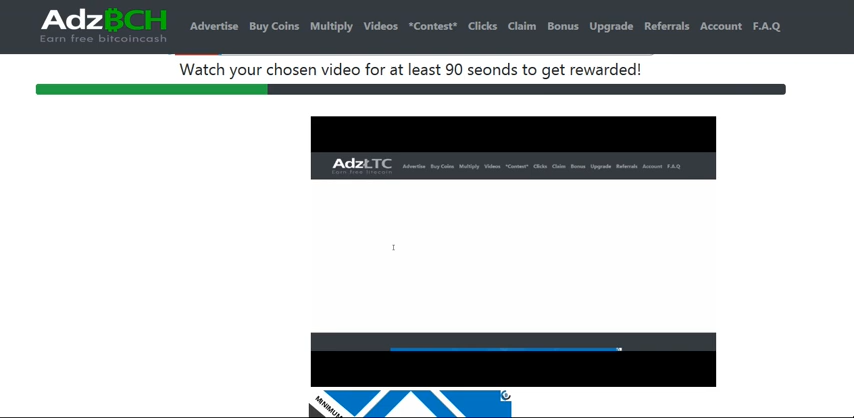 AdzBCH
Earn free bitcoincash
Advertise Buy Coins Multiply Videos *Contest* Clicks Claim Bonus Upgrade Referrals Account F.A.Q
Watch your chosen video for at least 90 seonds to get rewarded!
AdzŁTC
Earn free litecoin
Advertise Buy Coins Multiply Videos *Contest* Clicks Claim Bonus Upgrade Referrals Account F.A.Q
MINIMUM